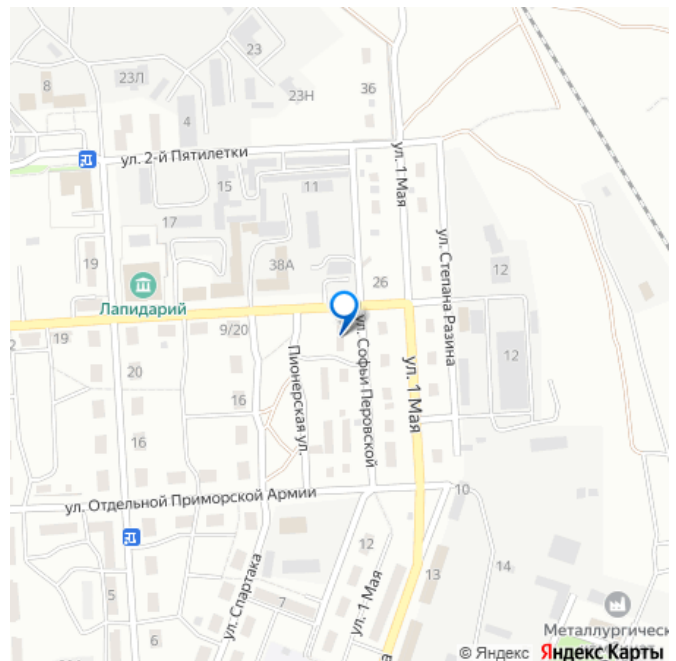 23
36
8
23Л
23Н
4
ул. 2-й Пятилетки
ул. 1 Мая
15
11
17
ул. Степана Разина
19
38А
26
12
Лапидарий
19
9/20
ул. Софьи Перовской
12
20
Пионерская ул.
ул. 1 Мая
16
16
ул. Отдельной Приморской Армии
10
12
14
13
5
ул. Спартака
7
ул. 1 Мая
6
Металлургическ
© Яндекс Яндекс Карты